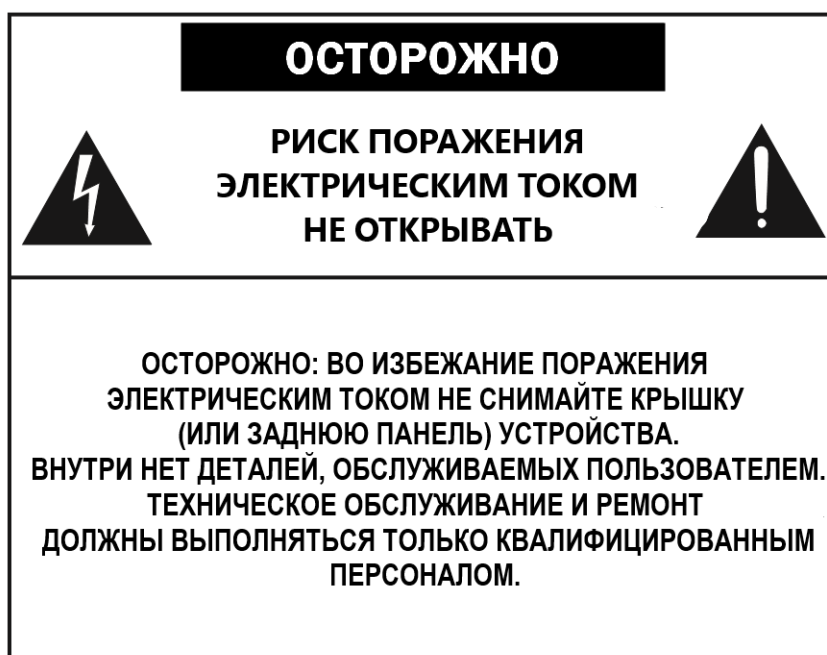 ОСТОРОЖНО
РИСК ПОРАЖЕНИЯ
ЭЛЕКТРИЧЕСКИМ ТОКОМ
НЕ ОТКРЫВАТЬ
ОСТОРОЖНО: ВО ИЗБЕЖАНИЕ ПОРАЖЕНИЯ
ЭЛЕКТРИЧЕСКИМ ТОКОМ НЕ СНИМАЙТЕ КРЫШКУ
(ИЛИ ЗАДНЮЮ ПАНЕЛЬ) УСТРОЙСТВА.
ВНУТРИ НЕТ ДЕТАЛЕЙ, ОБСЛУЖИВАЕМЫХ ПОЛЬЗОВАТЕЛЕМ.
ТЕХНИЧЕСКОЕ ОБСЛУЖИВАНИЕ И РЕМОНТ
ДОЛЖНЫ ВЫПОЛНЯТЬСЯ ТОЛЬКО КВАЛИФИЦИРОВАННЫМ
ПЕРСОНАЛОМ.